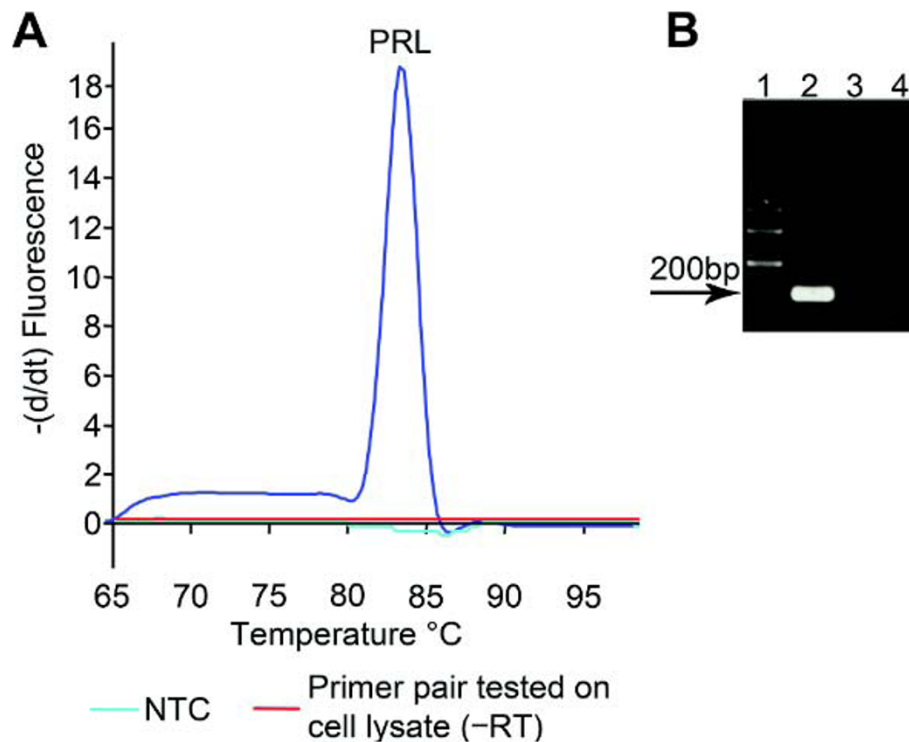 A
PRL
18
16
14
12
10
8
6
4
2
0
-(d/dt) Fluorescence
65 70 75 80 85 90 95
Temperature °C
NTC
Primer pair tested on
cell lysate (−RT)
B
1 2 3 4
200bp